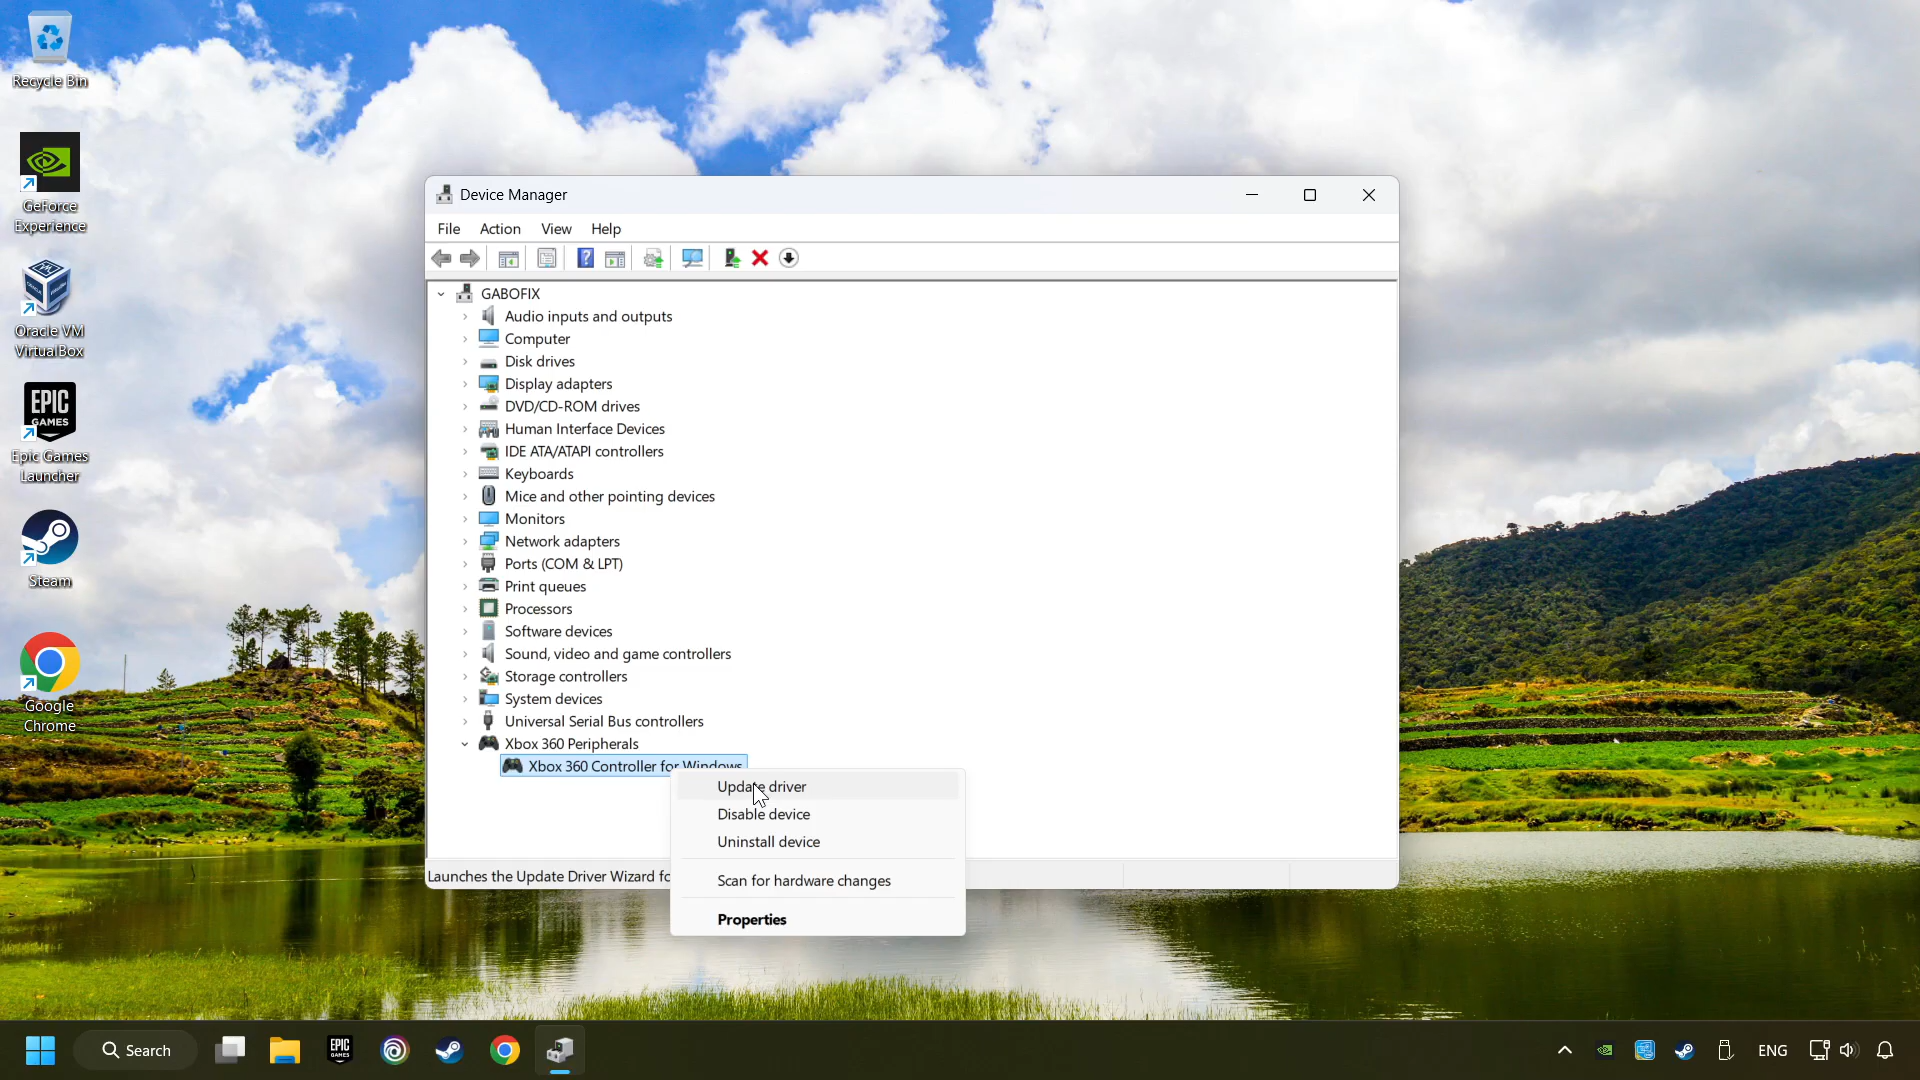 Recycle Bin
GeForce
Experience
Oracle VM
VirtualBox
EPIC
GAMES
Epic Games
Launcher
Steam
Google
Chrome
Device Manager
File
Action
View
Help
GABOFIX
Audio inputs and outputs
Computer
Disk drives
Display adapters
DVD/CD-ROM drives
Human Interface Devices
IDE ATA/ATAPI controllers
Keyboards
Mice and other pointing devices
Monitors
Network adapters
Ports (COM & LPT)
Print queues
Processors
Software devices
Sound, video and game controllers
Storage controllers
System devices
Universal Serial Bus controllers
Xbox 360 Peripherals
Xbox 360 Controller for Windows
Update driver
Disable device
Uninstall device
Scan for hardware changes
Properties
Launches the Update Driver Wizard fo
Search
EPIC
GAMES
ENG